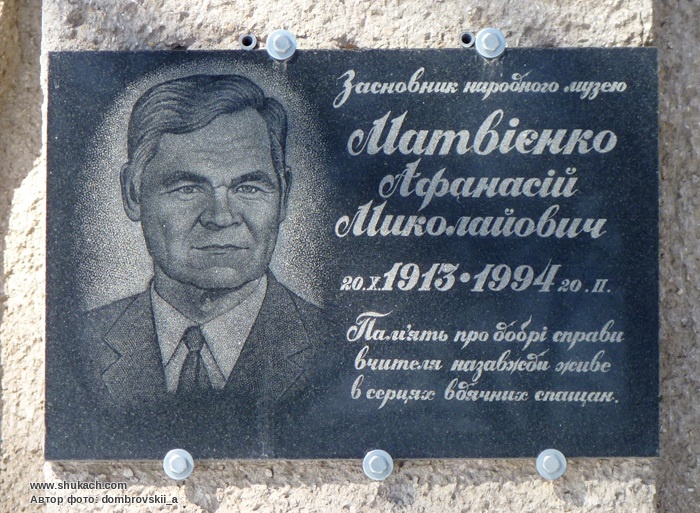 Засновник народного музею
Матвієнко
Афанасій
Миколайович
20.X.1913•1994 20.II.
Пам'ять про добрі справи
вчителя назавжди живе
в серцях вдячних спащан.
www.shukach.com
Автор фото: dombrovskii_a